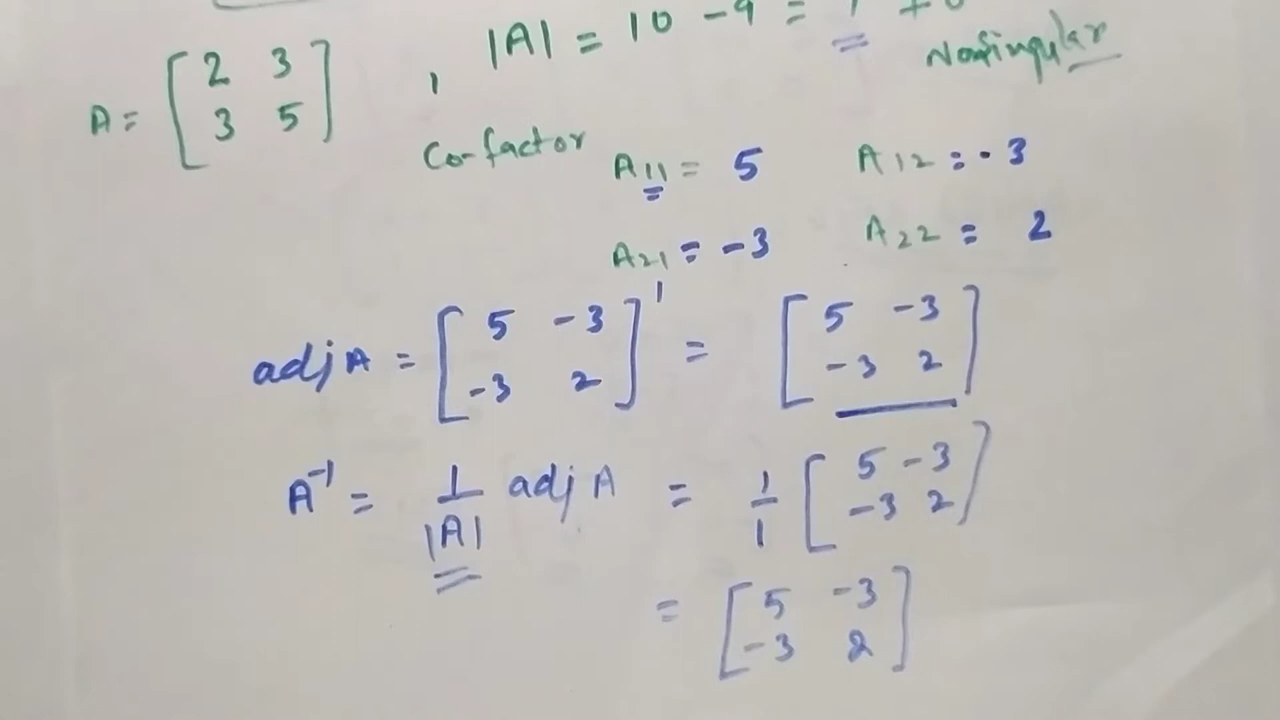 |A| = 10 - 9 = 1 ≠ 0
A = [ 2 3 ; 3 5 ] , Nonsingular
Co-factor A11 = 5 A12 = -3
A21 = -3 A22 = 2
adj A = [ 5 -3 ; -3 2 ]' = [ 5 -3 ; -3 2 ]
A⁻¹ = 1/|A| adj A = 1/1 [ 5 -3 ; -3 2 ]
= [ 5 -3 ; -3 2 ]